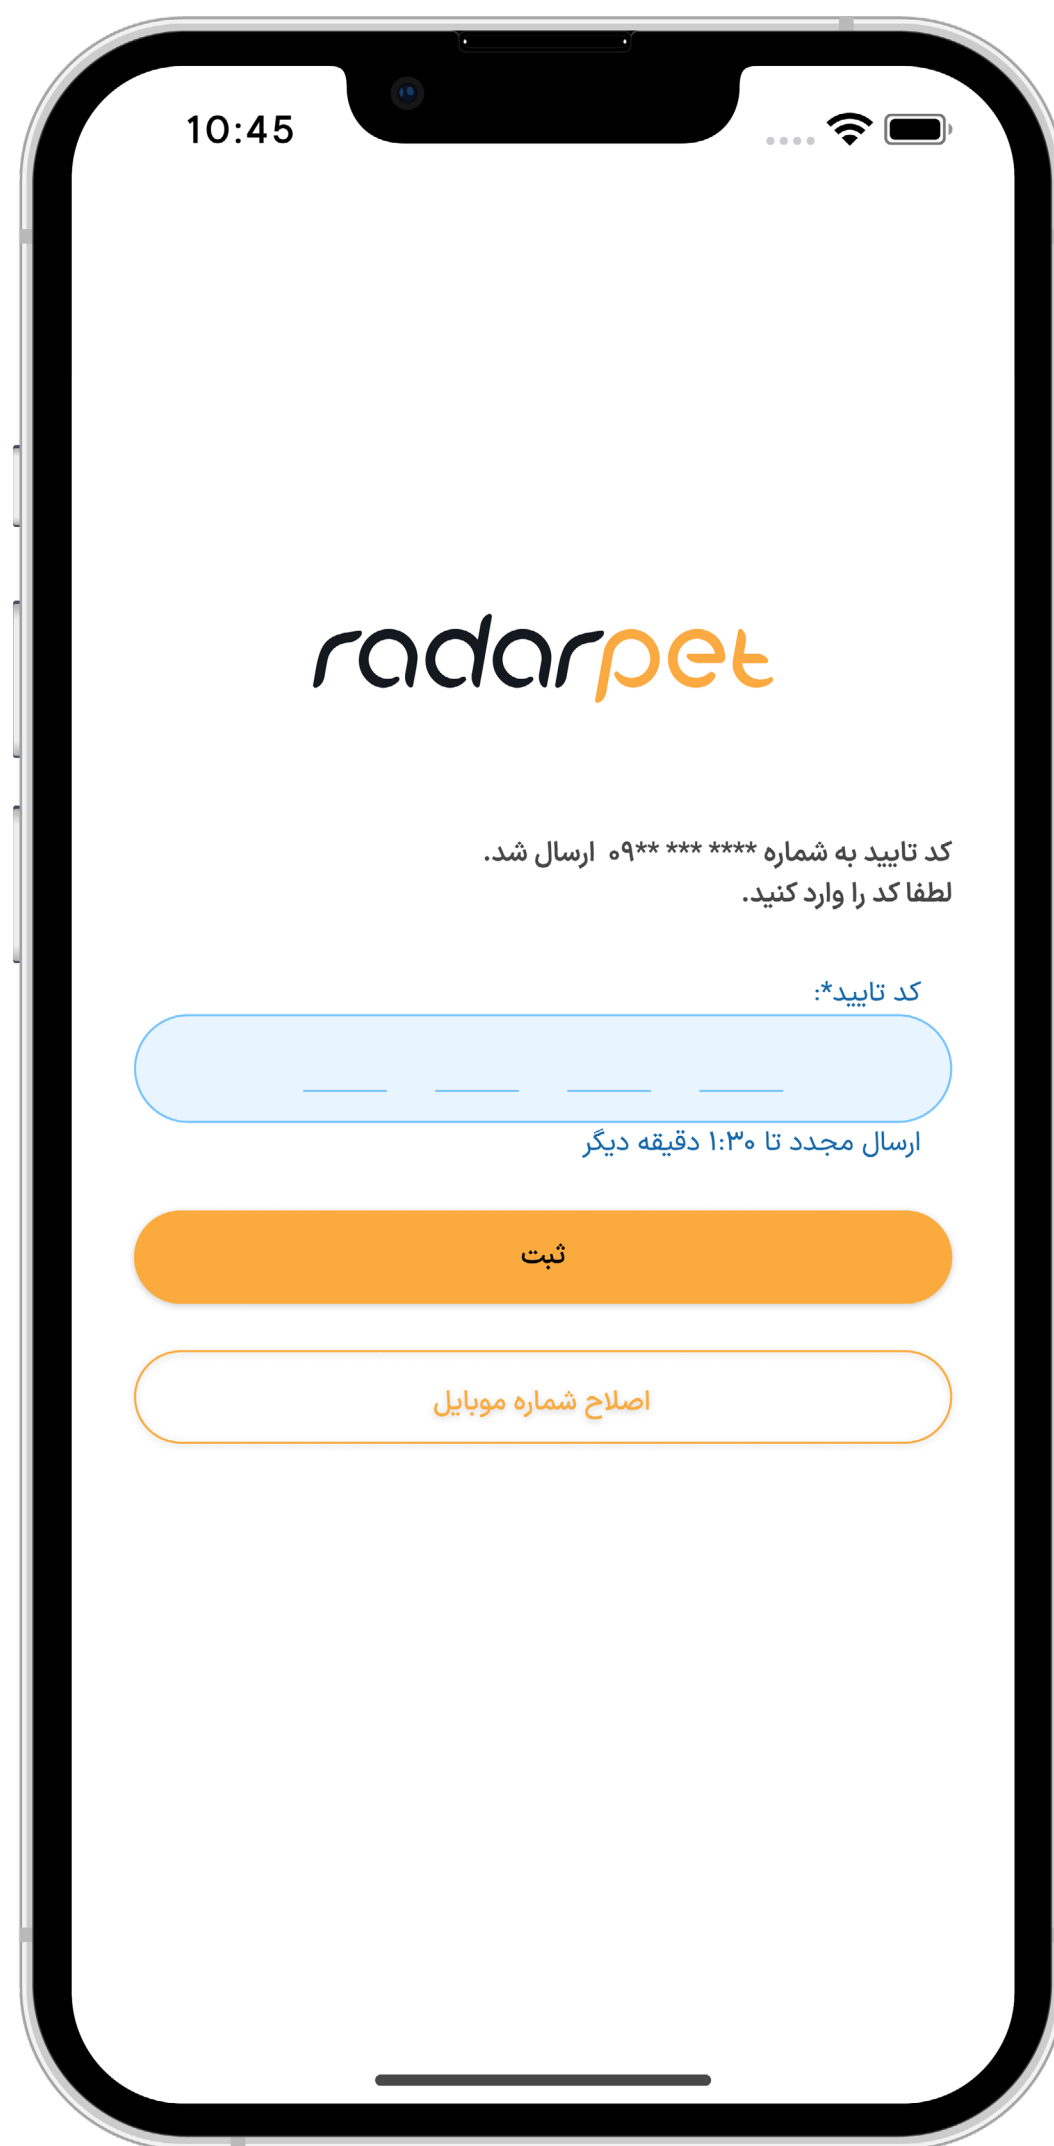 10:45
radarpet
کد تایید به شماره ۰۹** *** **** ارسال شد.
لطفا کد را وارد کنید.
کد تایید*:
ارسال مجدد تا ۱:۳۰ دقیقه دیگر
ثبت
اصلاح شماره موبایل